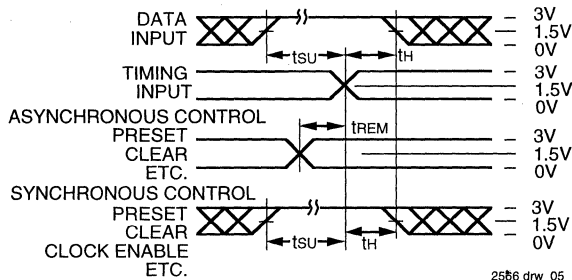 DATA INPUT
3V
1.5V
0V
tSU
tH
TIMING INPUT
3V
1.5V
0V
ASYNCHRONOUS CONTROL
PRESET
CLEAR
ETC.
tREM
3V
1.5V
0V
SYNCHRONOUS CONTROL
PRESET
CLEAR
CLOCK ENABLE
ETC.
tSU
tH
3V
1.5V
0V
2566 drw 05